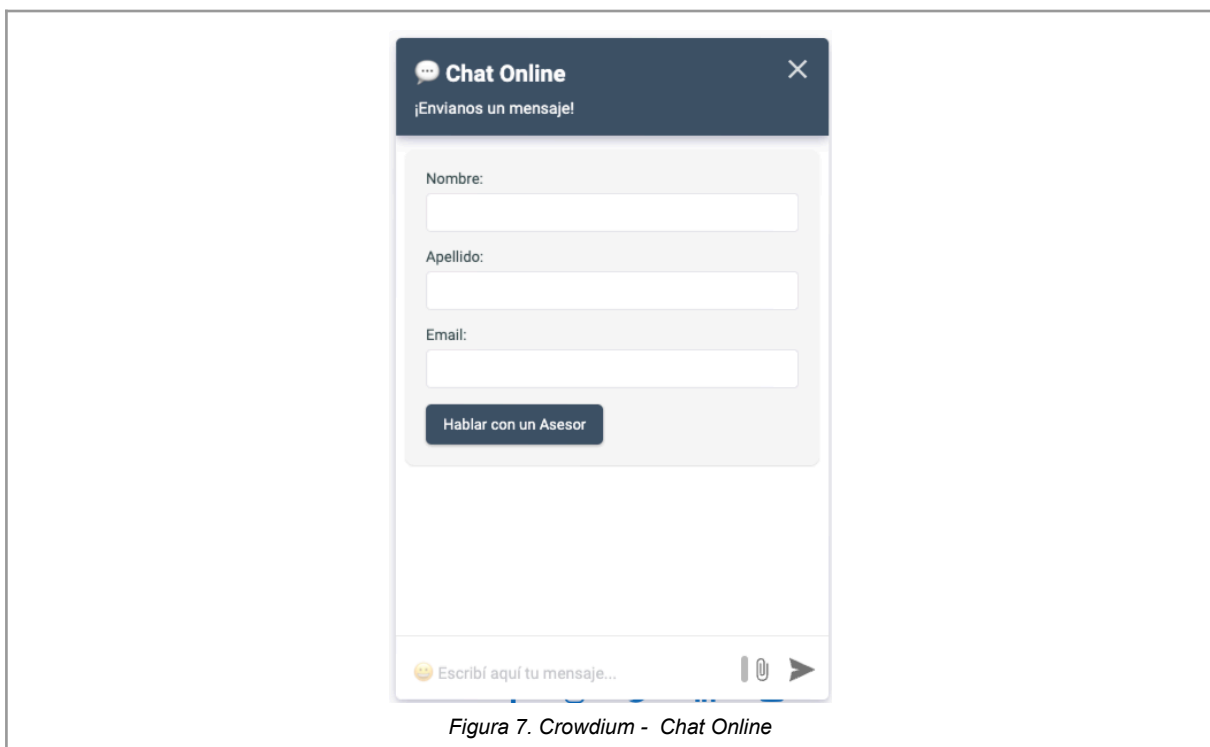 💬 Chat Online
¡Envianos un mensaje!
Nombre:
Apellido:
Email:
Hablar con un Asesor
😀 Escribí aquí tu mensaje...
Figura 7. Crowdium - Chat Online